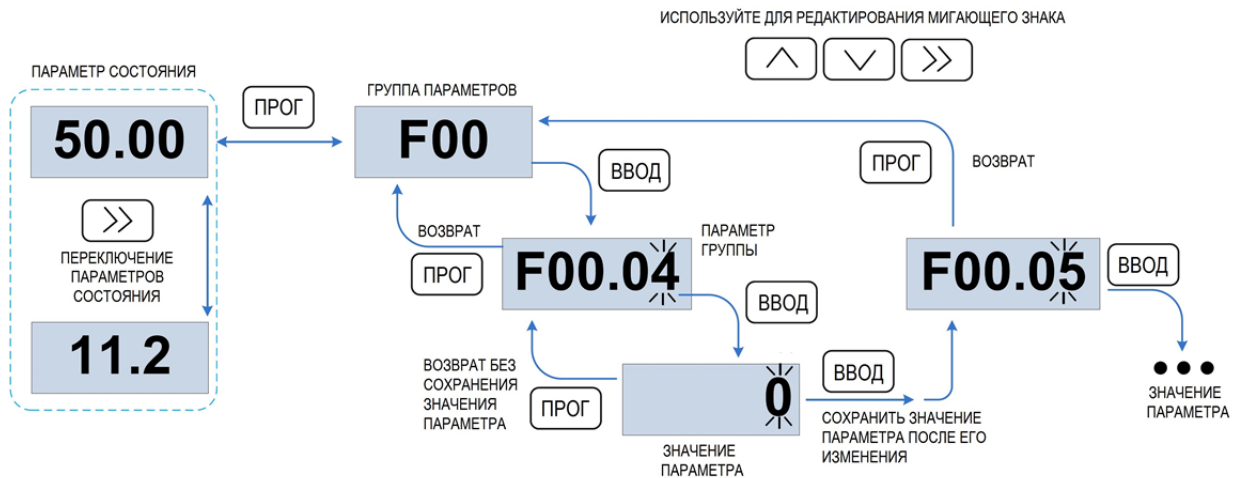 ИСПОЛЬЗУЙТЕ ДЛЯ РЕДАКТИРОВАНИЯ МИГАЮЩЕГО ЗНАКА
ПАРАМЕТР СОСТОЯНИЯ
50.00
ПРОГ
ГРУППА ПАРАМЕТРОВ
F00
ВВОД
ПРОГ
ВОЗВРАТ
ПЕРЕКЛЮЧЕНИЕ
ПАРАМЕТРОВ
СОСТОЯНИЯ
11.2
ВОЗВРАТ
ПРОГ
F00.04
ПАРАМЕТР
ГРУППЫ
ВВОД
F00.05
ВВОД
ВОЗВРАТ БЕЗ
СОХРАНЕНИЯ
ЗНАЧЕНИЯ
ПАРАМЕТРА
ПРОГ
0
ЗНАЧЕНИЕ
ПАРАМЕТРА
ВВОД
СОХРАНИТЬ ЗНАЧЕНИЕ
ПАРАМЕТРА ПОСЛЕ ЕГО
ИЗМЕНЕНИЯ
ЗНАЧЕНИЕ
ПАРАМЕТРА